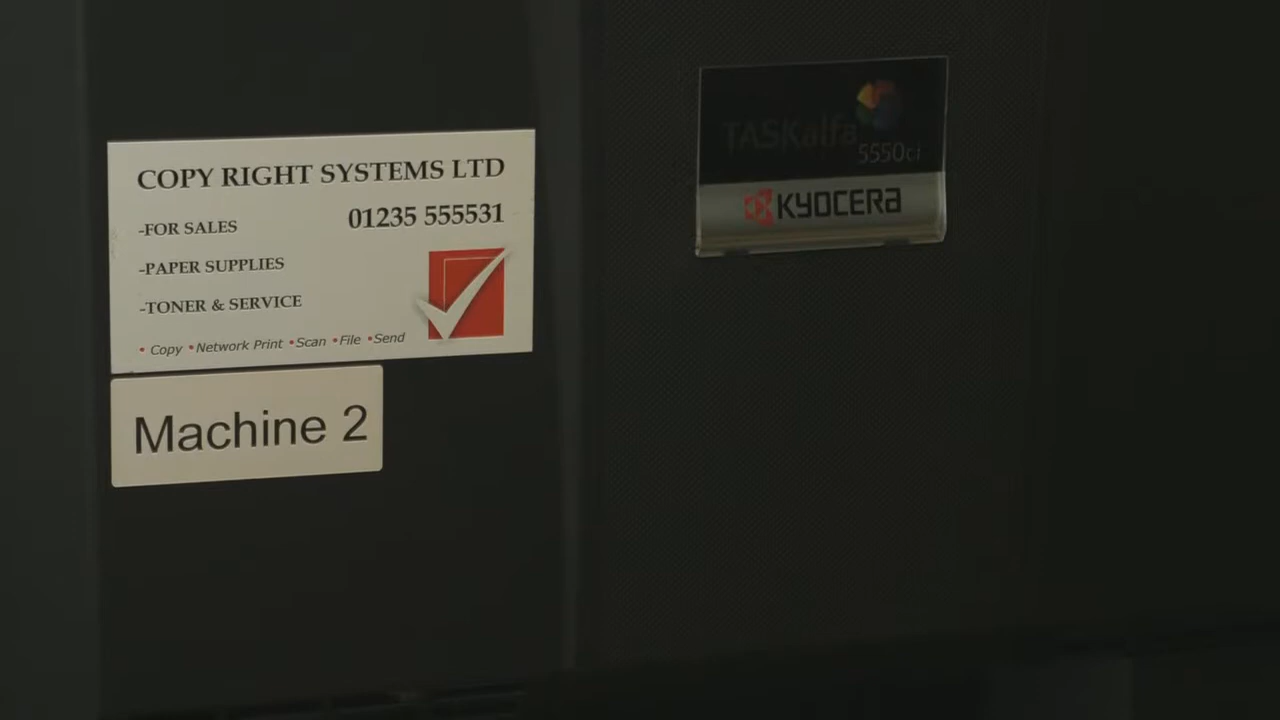 COPY RIGHT SYSTEMS LTD
01235 555531
-FOR SALES
-PAPER SUPPLIES
-TONER & SERVICE
• Copy •Network Print •Scan •File •Send
Machine 2
TASKalfa
5550ci
KYOCERA